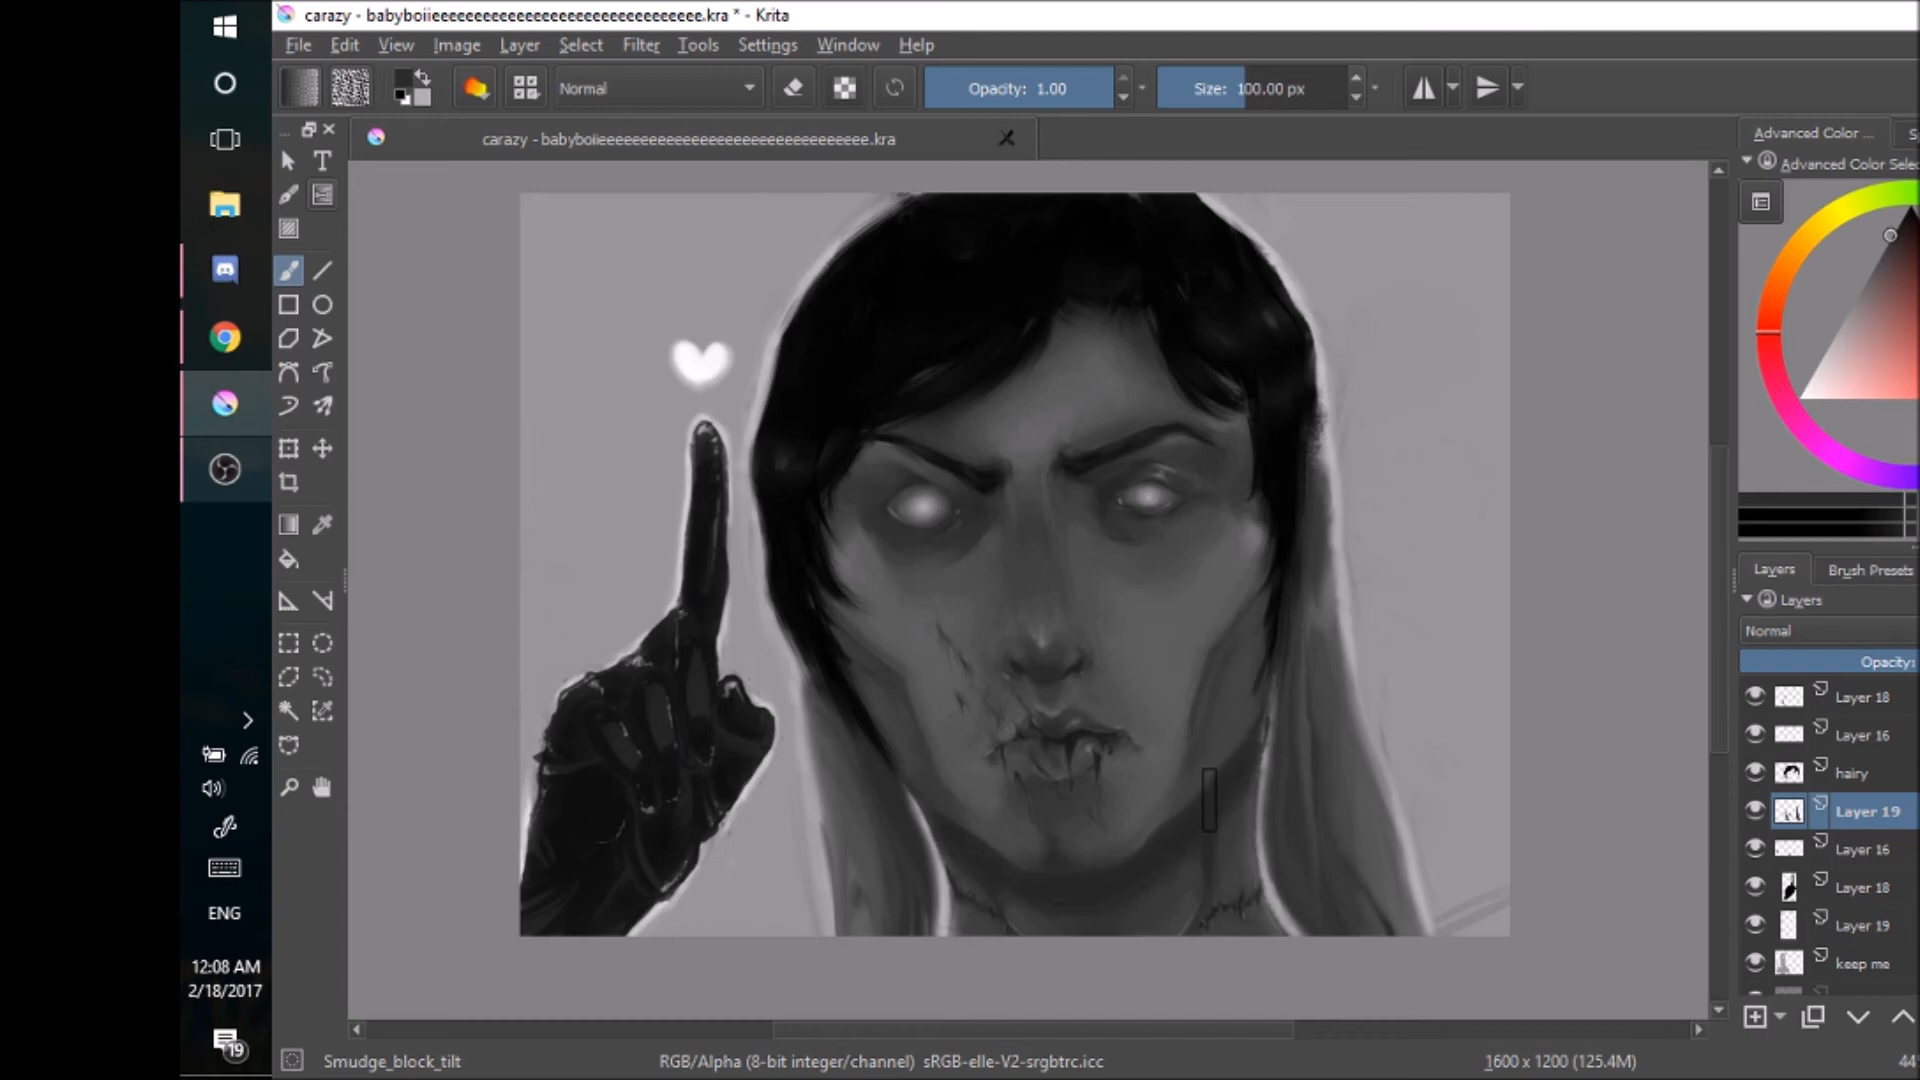 carazy - babyboiieeeeeeeeeeeeeeeeeeeeeeeeeeeeeeee.kra * - Krita
File Edit View Image Layer Select Filter Tools Settings Window Help
Normal
Opacity: 1.00
Size: 100.00 px
carazy - babyboiieeeeeeeeeeeeeeeeeeeeeeeeeeeeeeee.kra
Advanced Color ...
S
Advanced Color Selec
Layers
Brush Presets
Layers
Normal
Opacity:
Layer 18
Layer 16
hairy
Layer 19
Layer 16
Layer 18
Layer 19
keep me
ENG
12:08 AM
2/18/2017
19
Smudge_block_tilt
RGB/Alpha (8-bit integer/channel) sRGB-elle-V2-srgbtrc.icc
1600 x 1200 (125.4M)
44